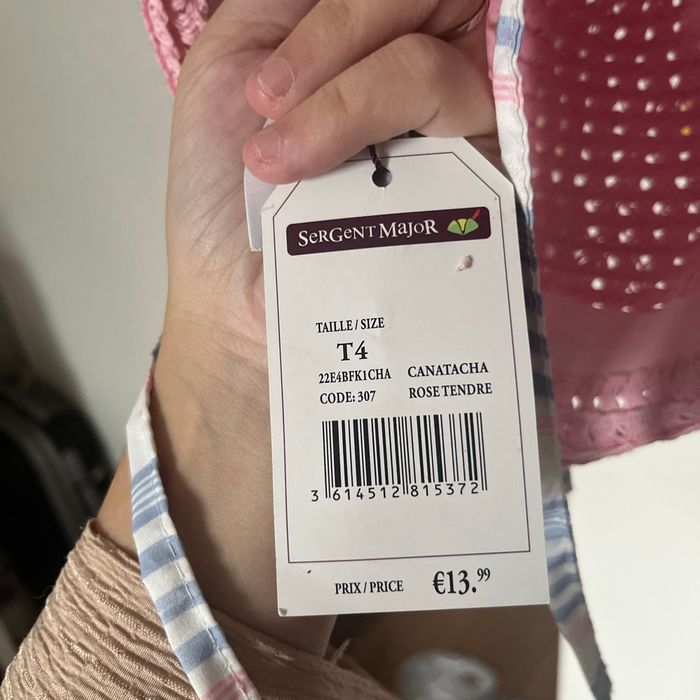 SERGENT MAJOR
TAILLE / SIZE
T4
22E4BFK1CHA CANATACHA
CODE: 307 ROSE TENDRE
3 614512 815372
PRIX / PRICE €13.99